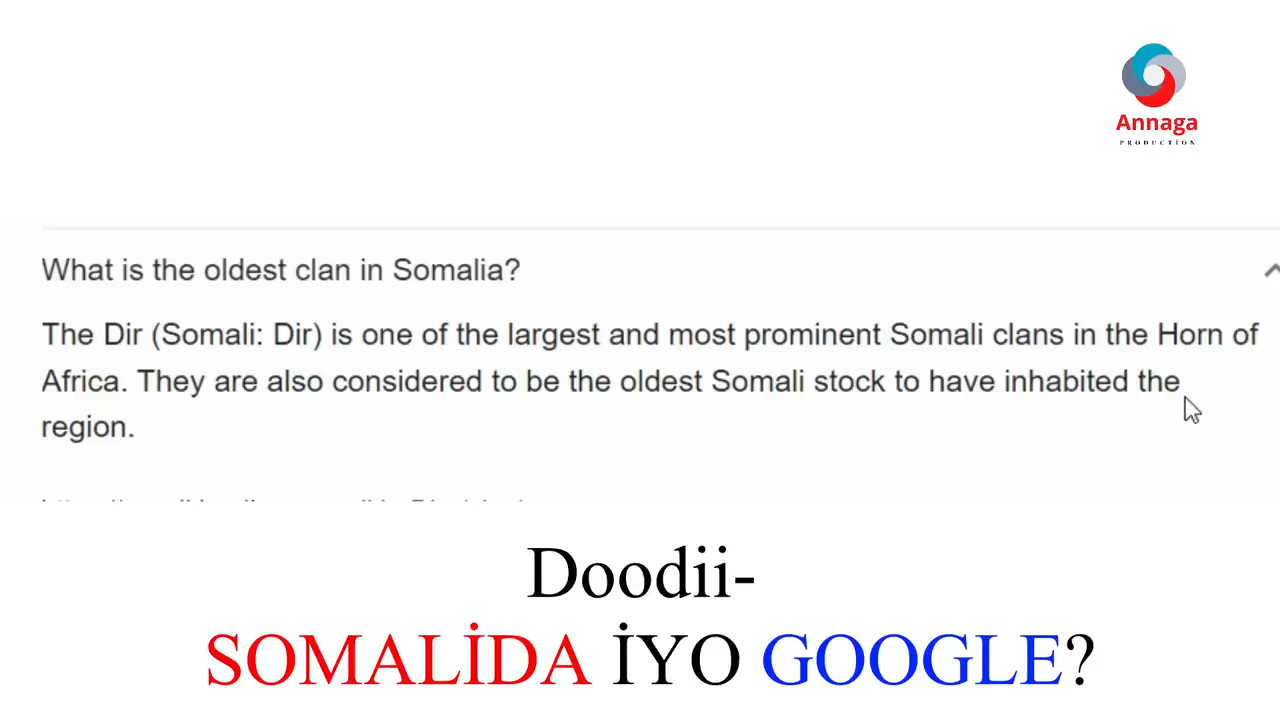 Annaga
PRODUCTİON
What is the oldest clan in Somalia?
The Dir (Somali: Dir) is one of the largest and most prominent Somali clans in the Horn of
Africa. They are also considered to be the oldest Somali stock to have inhabited the
region.
Doodii-
SOMALİDA İYO GOOGLE?